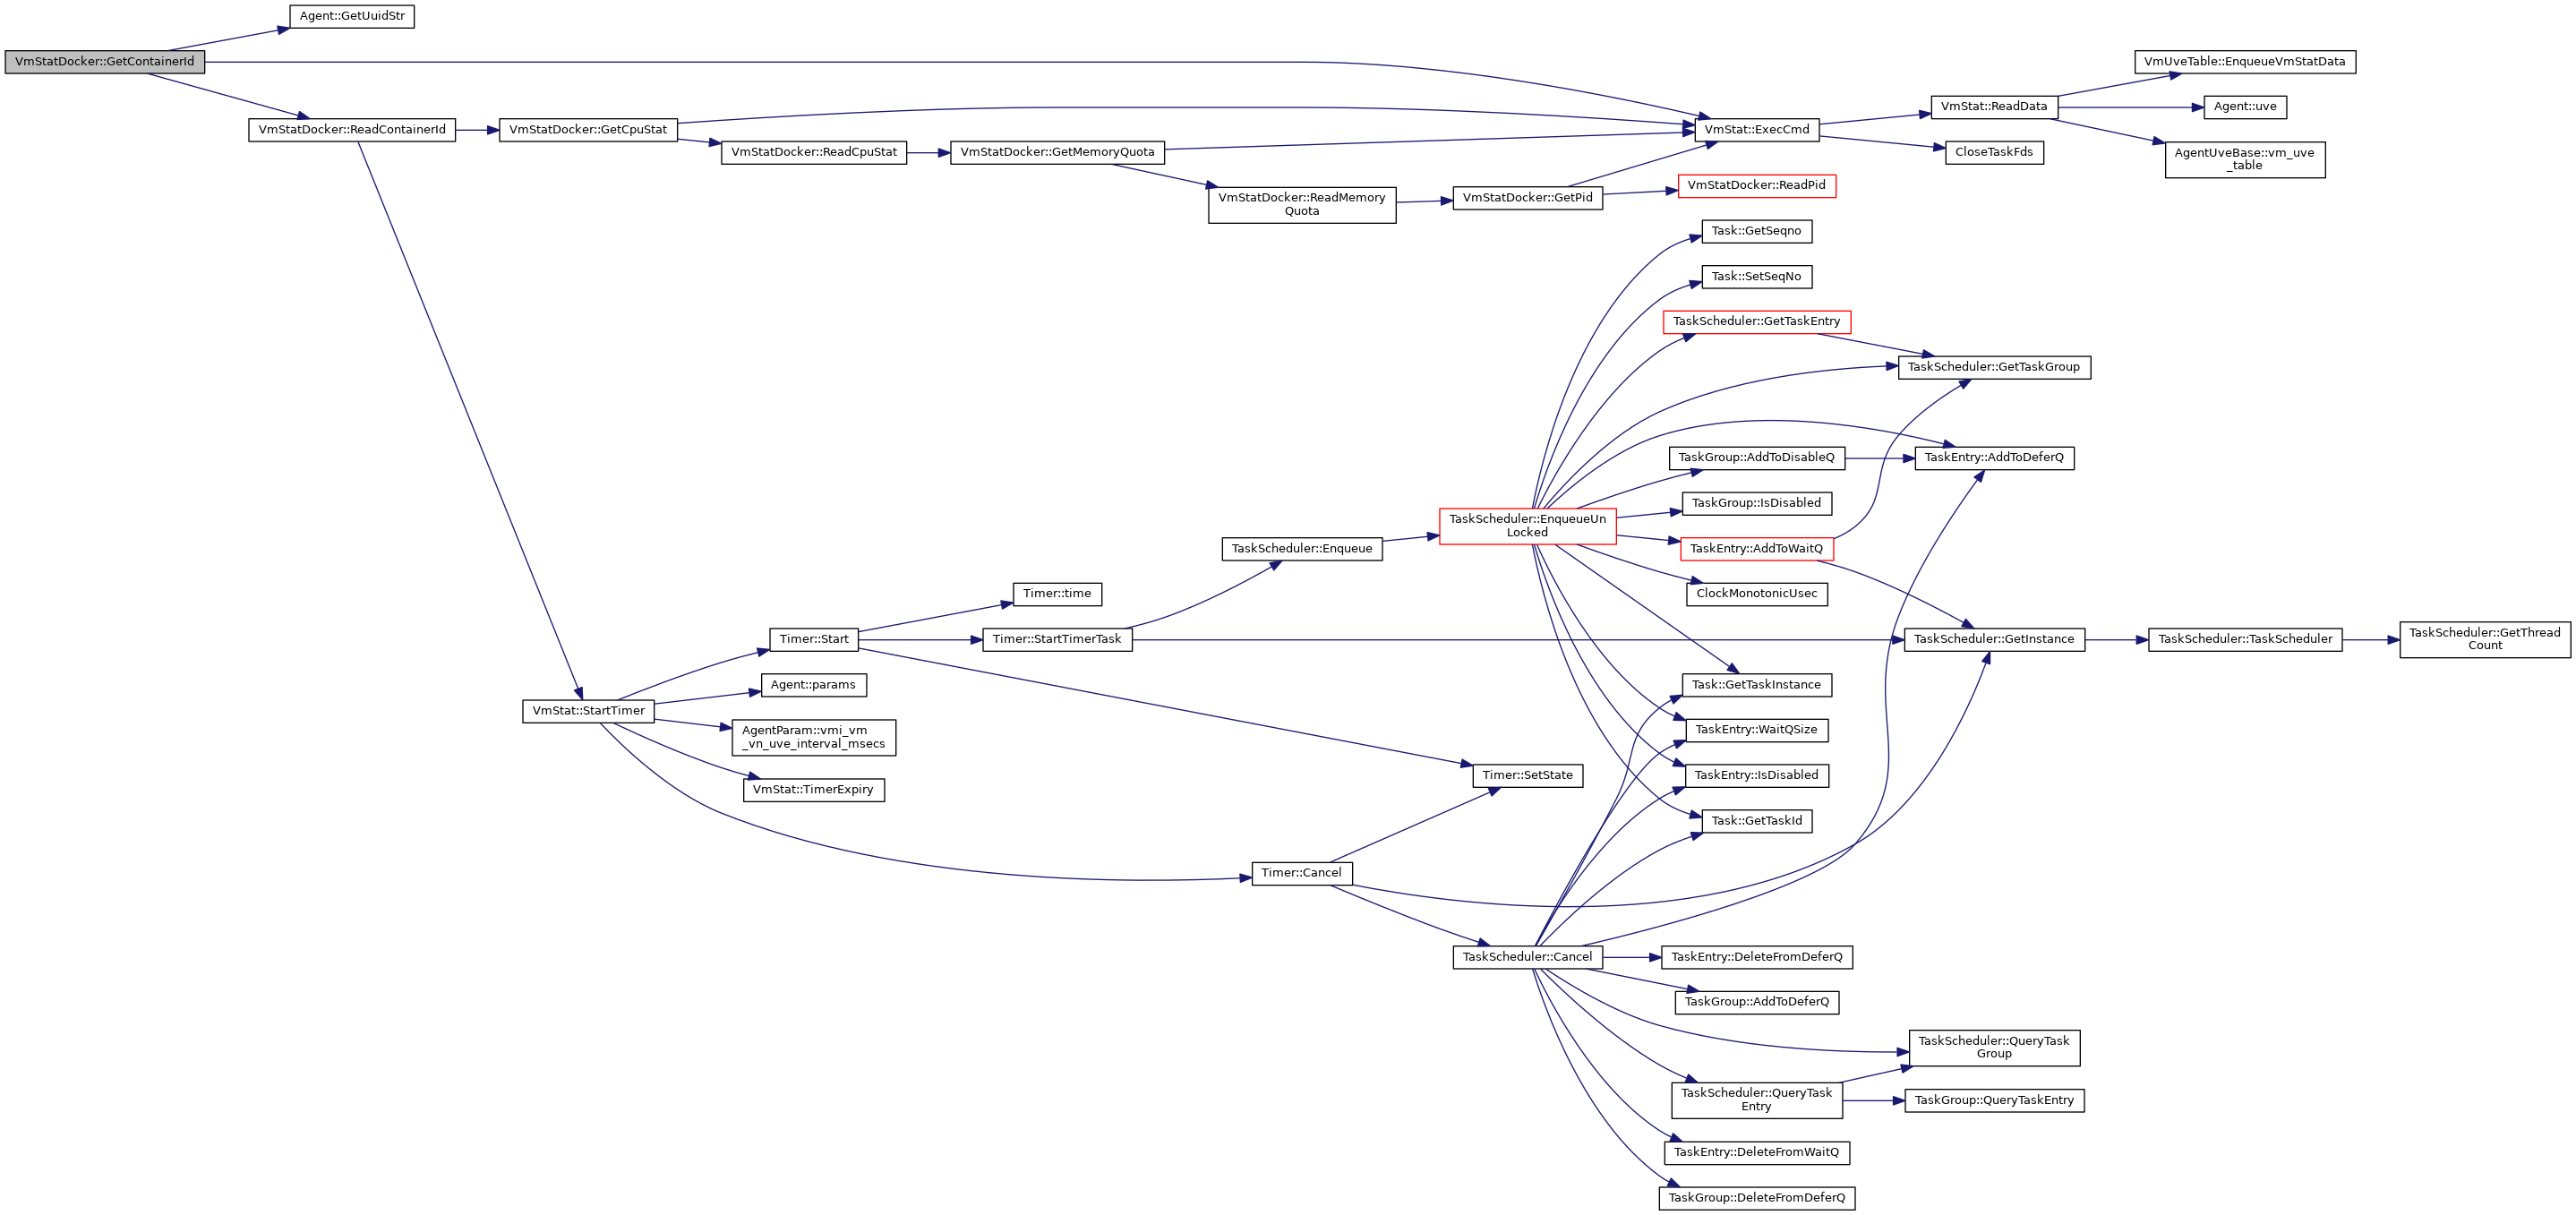 Agent::GetUuidStr
VmStatDocker::GetContainerId
VmUveTable::EnqueueVmStatData
VmStat::ReadData
Agent::uve
VmStatDocker::ReadContainerId
VmStatDocker::GetCpuStat
VmStat::ExecCmd
VmStatDocker::ReadCpuStat
VmStatDocker::GetMemoryQuota
CloseTaskFds
AgentUveBase::vm_uve
_table
VmStatDocker::ReadPid
VmStatDocker::ReadMemory
Quota
VmStatDocker::GetPid
Task::GetSeqno
Task::SetSeqNo
TaskScheduler::GetTaskEntry
TaskScheduler::GetTaskGroup
TaskGroup::AddToDisableQ
TaskEntry::AddToDeferQ
TaskGroup::IsDisabled
TaskScheduler::EnqueueUn
Locked
TaskScheduler::Enqueue
TaskEntry::AddToWaitQ
Timer::time
ClockMonotonicUsec
Timer::Start
Timer::StartTimerTask
TaskScheduler::GetInstance
TaskScheduler::TaskScheduler
TaskScheduler::GetThread
Count
Agent::params
Task::GetTaskInstance
VmStat::StartTimer
AgentParam::vmi_vm
_vn_uve_interval_msecs
TaskEntry::WaitQSize
Timer::SetState
TaskEntry::IsDisabled
VmStat::TimerExpiry
Task::GetTaskId
Timer::Cancel
TaskScheduler::Cancel
TaskEntry::DeleteFromDeferQ
TaskGroup::AddToDeferQ
TaskScheduler::QueryTask
Group
TaskScheduler::QueryTask
Entry
TaskGroup::QueryTaskEntry
TaskEntry::DeleteFromWaitQ
TaskGroup::DeleteFromDeferQ